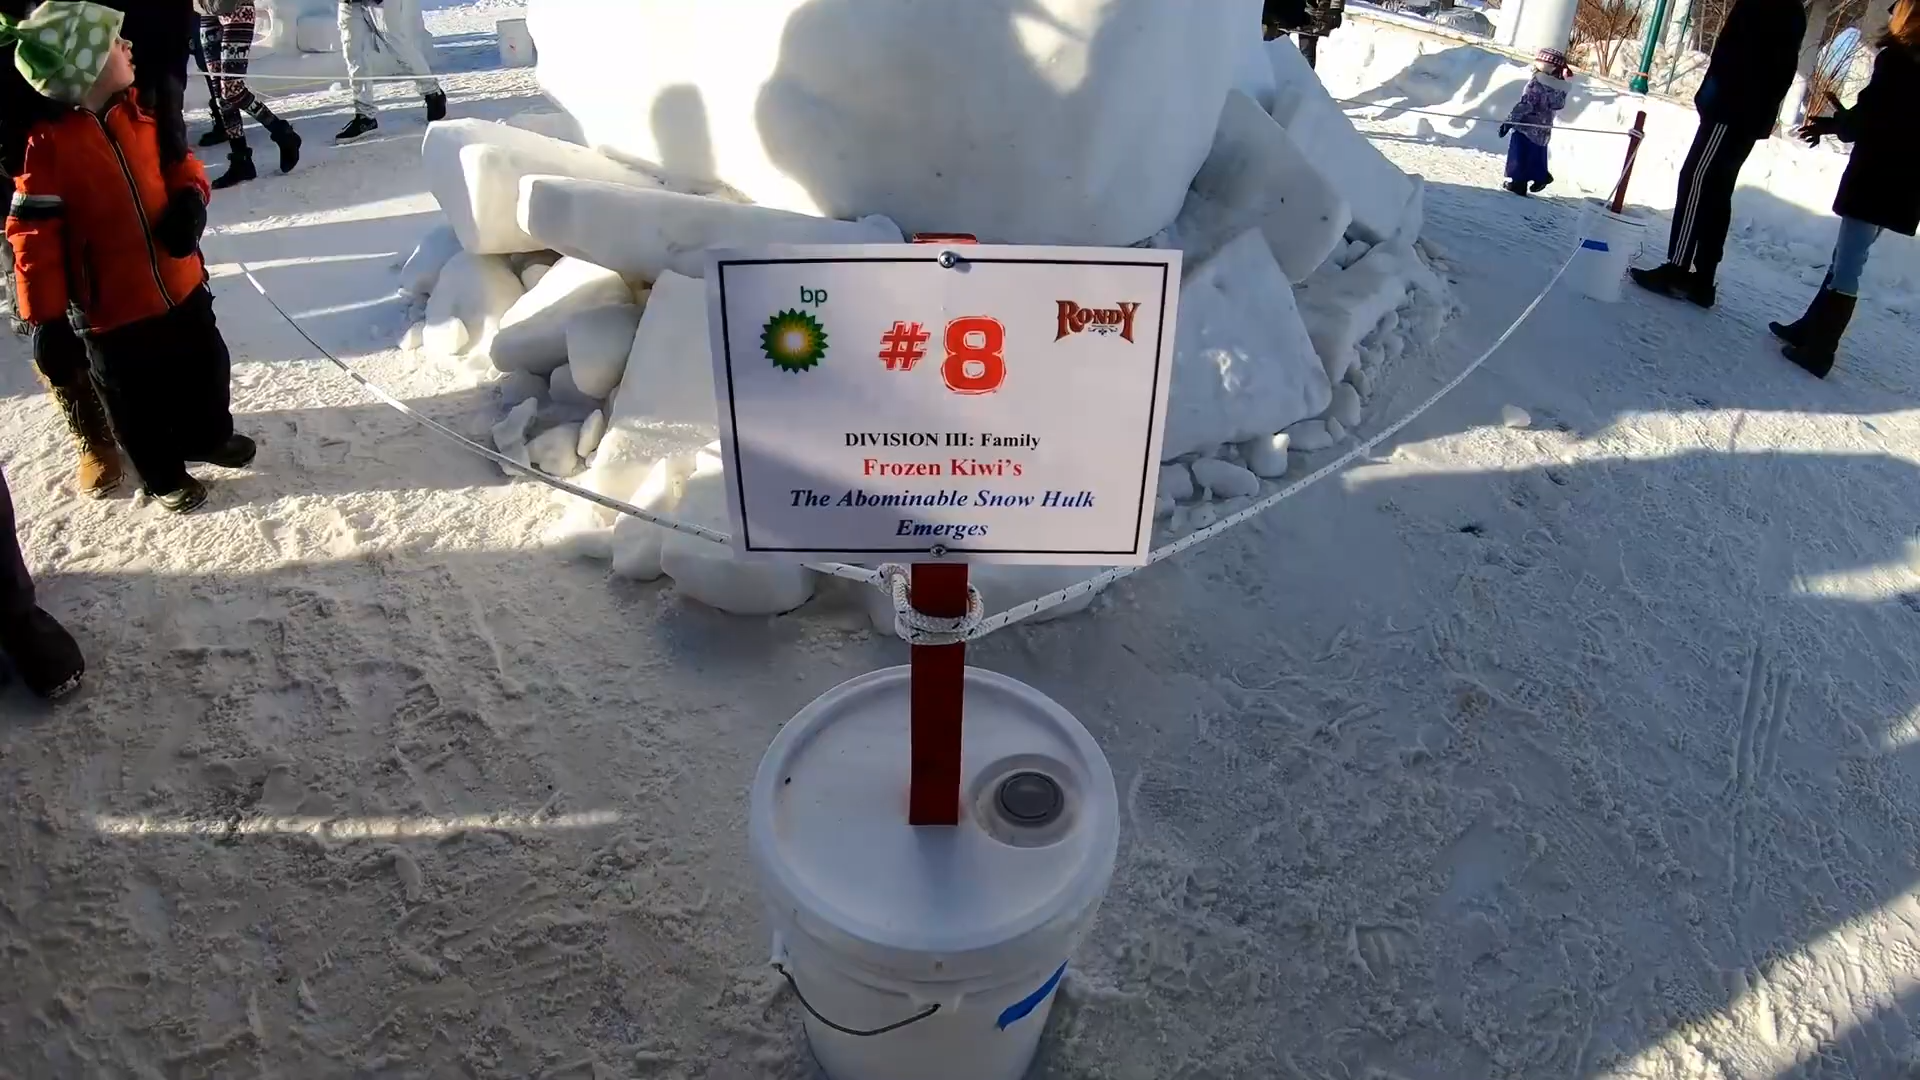 bp
RONDY
#8
DIVISION III: Family
Frozen Kiwi's
The Abominable Snow Hulk
Emerges